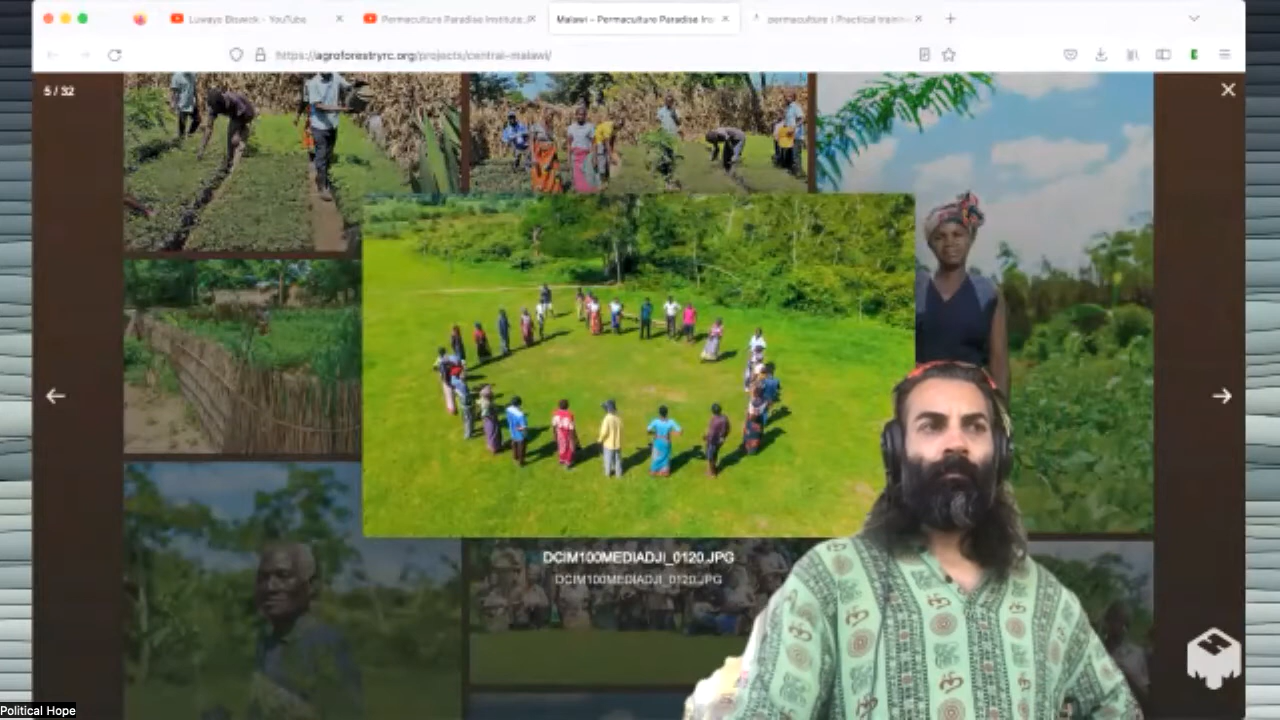 Luwayo Biswick - YouTube
Permaculture Paradise Institute
Malawi – Permaculture Paradise Ins
permaculture | Practical trainin
https://agroforestryrc.org/projects/central-malawi/
5 / 32
DCIM100MEDIADJI_0120.JPG
DCIM100MEDIADJI_0120.JPG
Political Hope